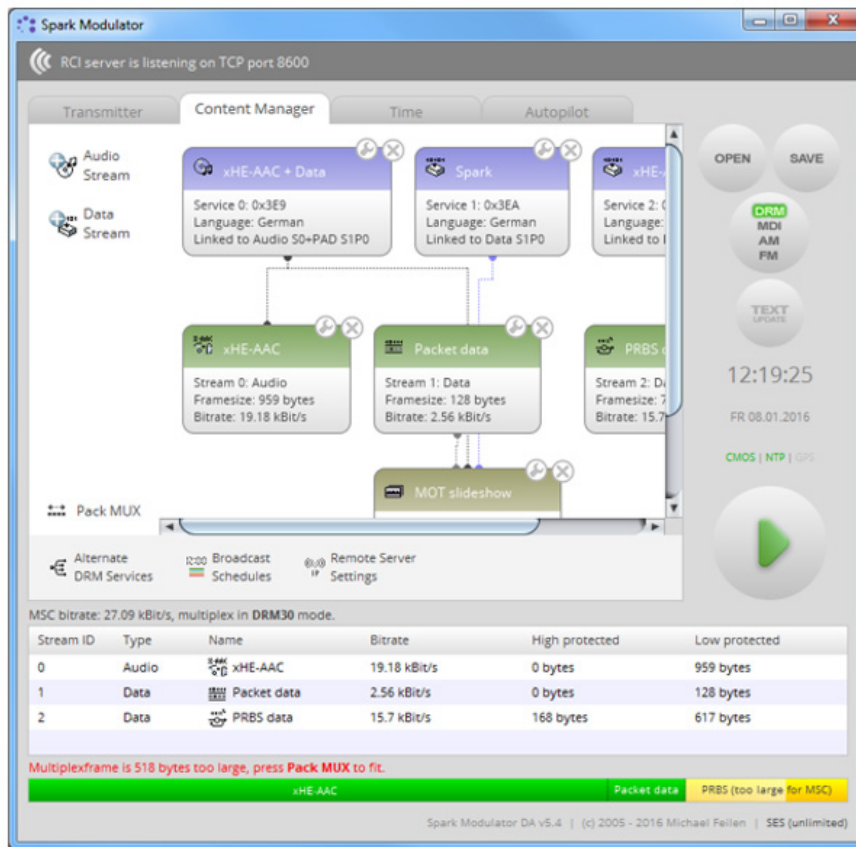 Spark Modulator
RCI server is listening on TCP port 8600
Transmitter
Content Manager
Time
Autopilot
Audio
Stream
Data
Stream
Pack MUX
xHE-AAC + Data
Service 0: 0x3E9
Language: German
Linked to Audio S0+PAD S1P0
Spark
Service 1: 0x3EA
Language: German
Linked to Data S1P0
xHE-
Service 2:
Language:
Linked to
xHE-AAC
Stream 0: Audio
Framesize: 959 bytes
Bitrate: 19.18 kBit/s
Packet data
Stream 1: Data
Framesize: 128 bytes
Bitrate: 2.56 kBit/s
PRBS
Stream 2:
Framesize: 7
Bitrate: 15.7
MOT slideshow
OPEN
SAVE
DRM
MDI
AM
FM
TEXT
UPDATE
12:19:25
FR 08.01.2016
CMOS | NTP | GPS
Alternate
DRM Services
Broadcast
Schedules
Remote Server
Settings
MSC bitrate: 27.09 kBit/s, multiplex in DRM30 mode.
Stream ID Type Name Bitrate High protected Low protected
0 Audio xHE-AAC 19.18 kBit/s 0 bytes 959 bytes
1 Data Packet data 2.56 kBit/s 0 bytes 128 bytes
2 Data PRBS data 15.7 kBit/s 168 bytes 617 bytes
Multiplexframe is 518 bytes too large, press Pack MUX to fit.
xHE-AAC Packet data PRBS (too large for MSC)
Spark Modulator DA v5.4 | (c) 2005 - 2016 Michael Feilen | SES (unlimited)